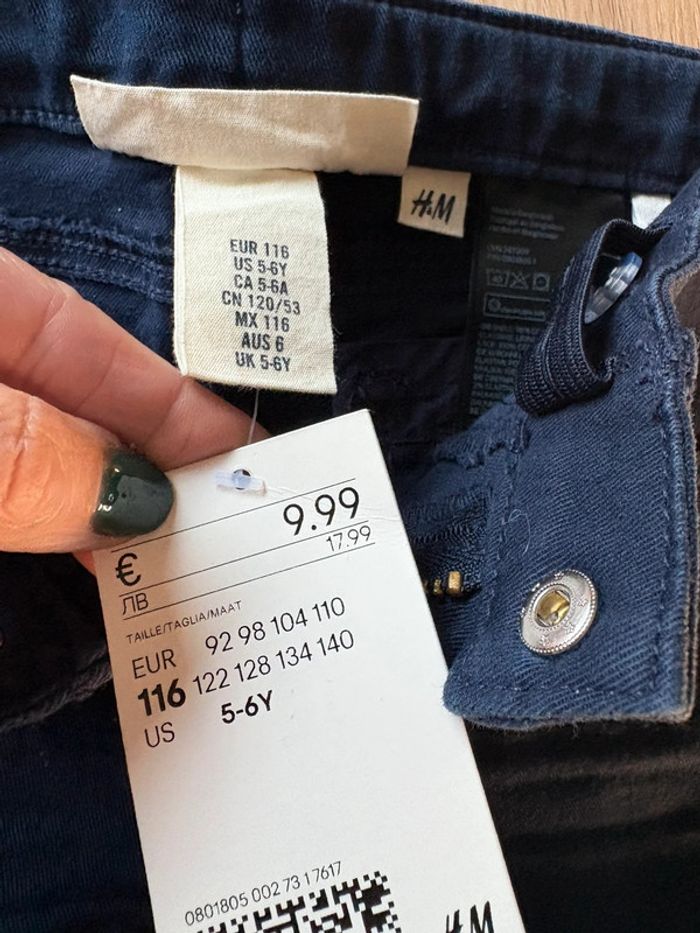 H&M
EUR 116
US 5-6Y
CA 5-6A
CN 120/53
MX 116
AUS 6
UK 5-6Y
€ 9.99
ЛВ 17.99
TAILLE/TAGLIA/MAAT
EUR 92 98 104 110
116 122 128 134 140
US 5-6Y
0801805 002 73 17617
H&M